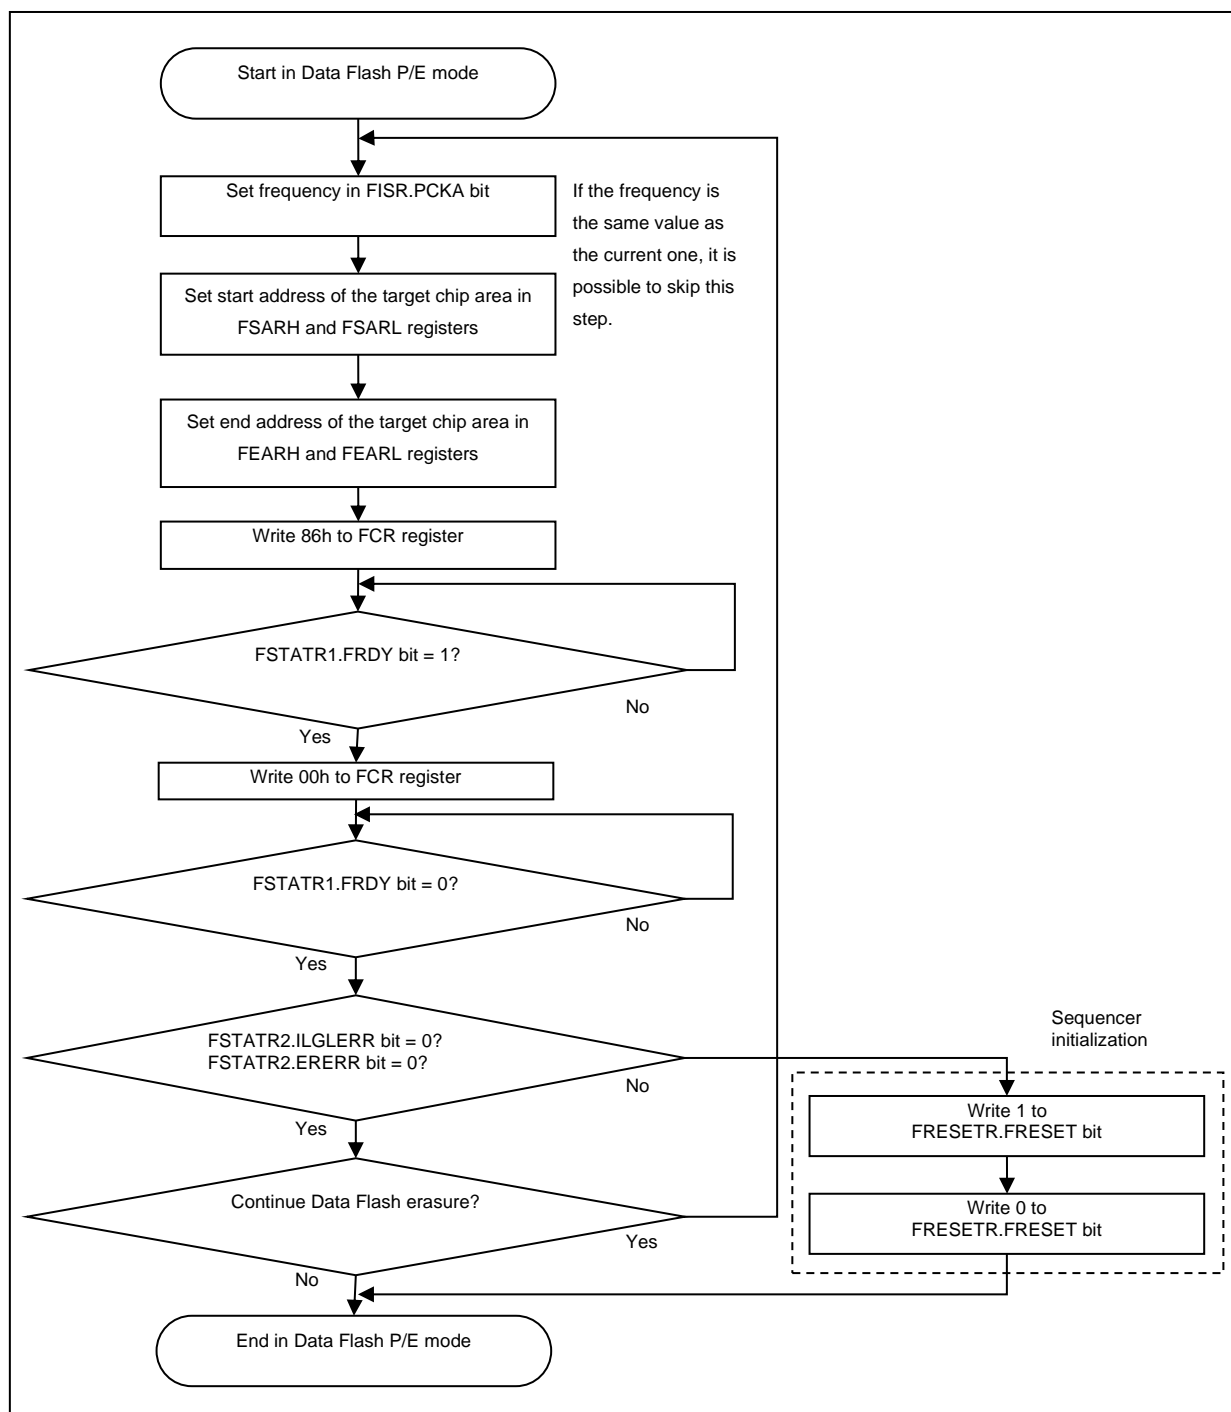 Start in Data Flash P/E mode
Set frequency in FISR.PCKA bit
If the frequency is
the same value as
the current one, it is
possible to skip this
step.
Set start address of the target chip area in
FSARH and FSARL registers
Set end address of the target chip area in
FEARH and FEARL registers
Write 86h to FCR register
FSTATR1.FRDY bit = 1?
No
Yes
Write 00h to FCR register
FSTATR1.FRDY bit = 0?
No
Yes
FSTATR2.ILGLERR bit = 0?
FSTATR2.ERERR bit = 0?
No
Yes
Sequencer
initialization
Write 1 to
FRESETR.FRESET bit
Write 0 to
FRESETR.FRESET bit
Continue Data Flash erasure?
Yes
No
End in Data Flash P/E mode